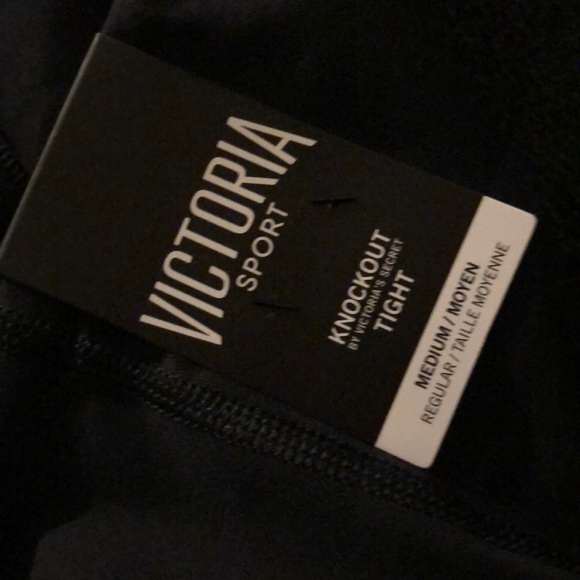 VICTORIA
SPORT
KNOCKOUT
BY VICTORIA'S SECRET
TIGHT
MEDIUM / MOYEN
REGULAR / TAILLE MOYENNE